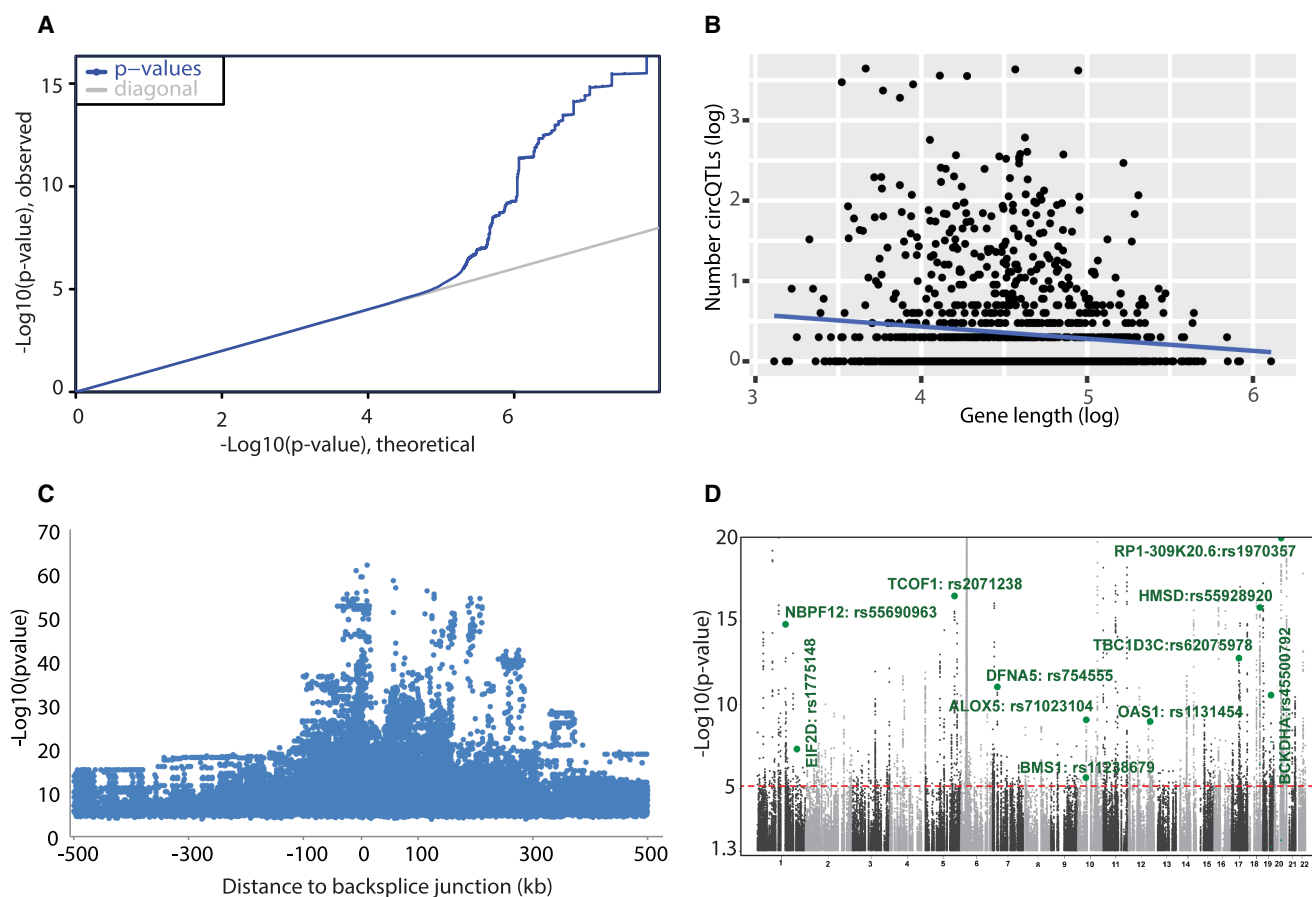 A
p−values
diagonal
15
10
5
0
-Log10(p-value), observed
0
2
4
6
-Log10(p-value), theoretical
B
3
2
1
0
Number circQTLs (log)
3
4
5
6
Gene length (log)
C
70
60
50
40
30
20
10
0
-Log10(pvalue)
-500
-300
-100
0
100
300
500
Distance to backsplice junction (kb)
D
20
15
10
5
1.3
-Log10(p-value)
RP1-309K20.6:rs1970357
TCOF1: rs2071238
HMSD:rs55928920
NBPF12: rs55690963
TBC1D3C:rs62075978
DFNA5: rs754555
ALOX5: rs71023104
OAS1: rs1131454
EIF2D: rs1775148
BCKDHA:rs45500792
BMS1: rs11238679
1 2 3 4 5 6 7 8 9 10 11 12 13 14 15 16 17 18 19 20 21 22